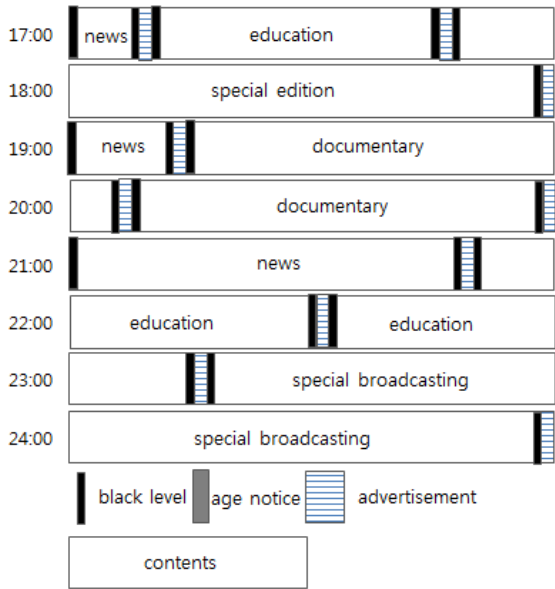 17:00 news education
18:00 special edition
19:00 news documentary
20:00 documentary
21:00 news
22:00 education education
23:00 special broadcasting
24:00 special broadcasting
black level age notice advertisement
contents